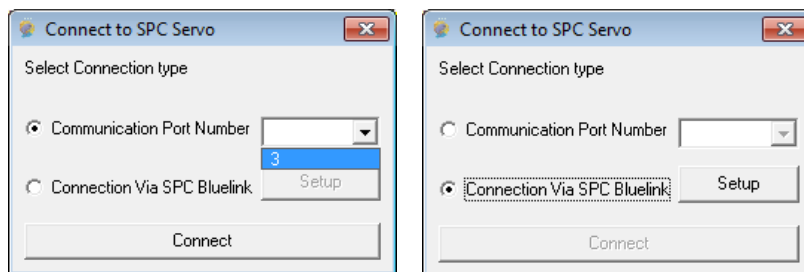 Connect to SPC Servo
Select Connection type
Communication Port Number
3
Connection Via SPC Bluelink
Setup
Connect
Connect to SPC Servo
Select Connection type
Communication Port Number
Connection Via SPC Bluelink
Setup
Connect